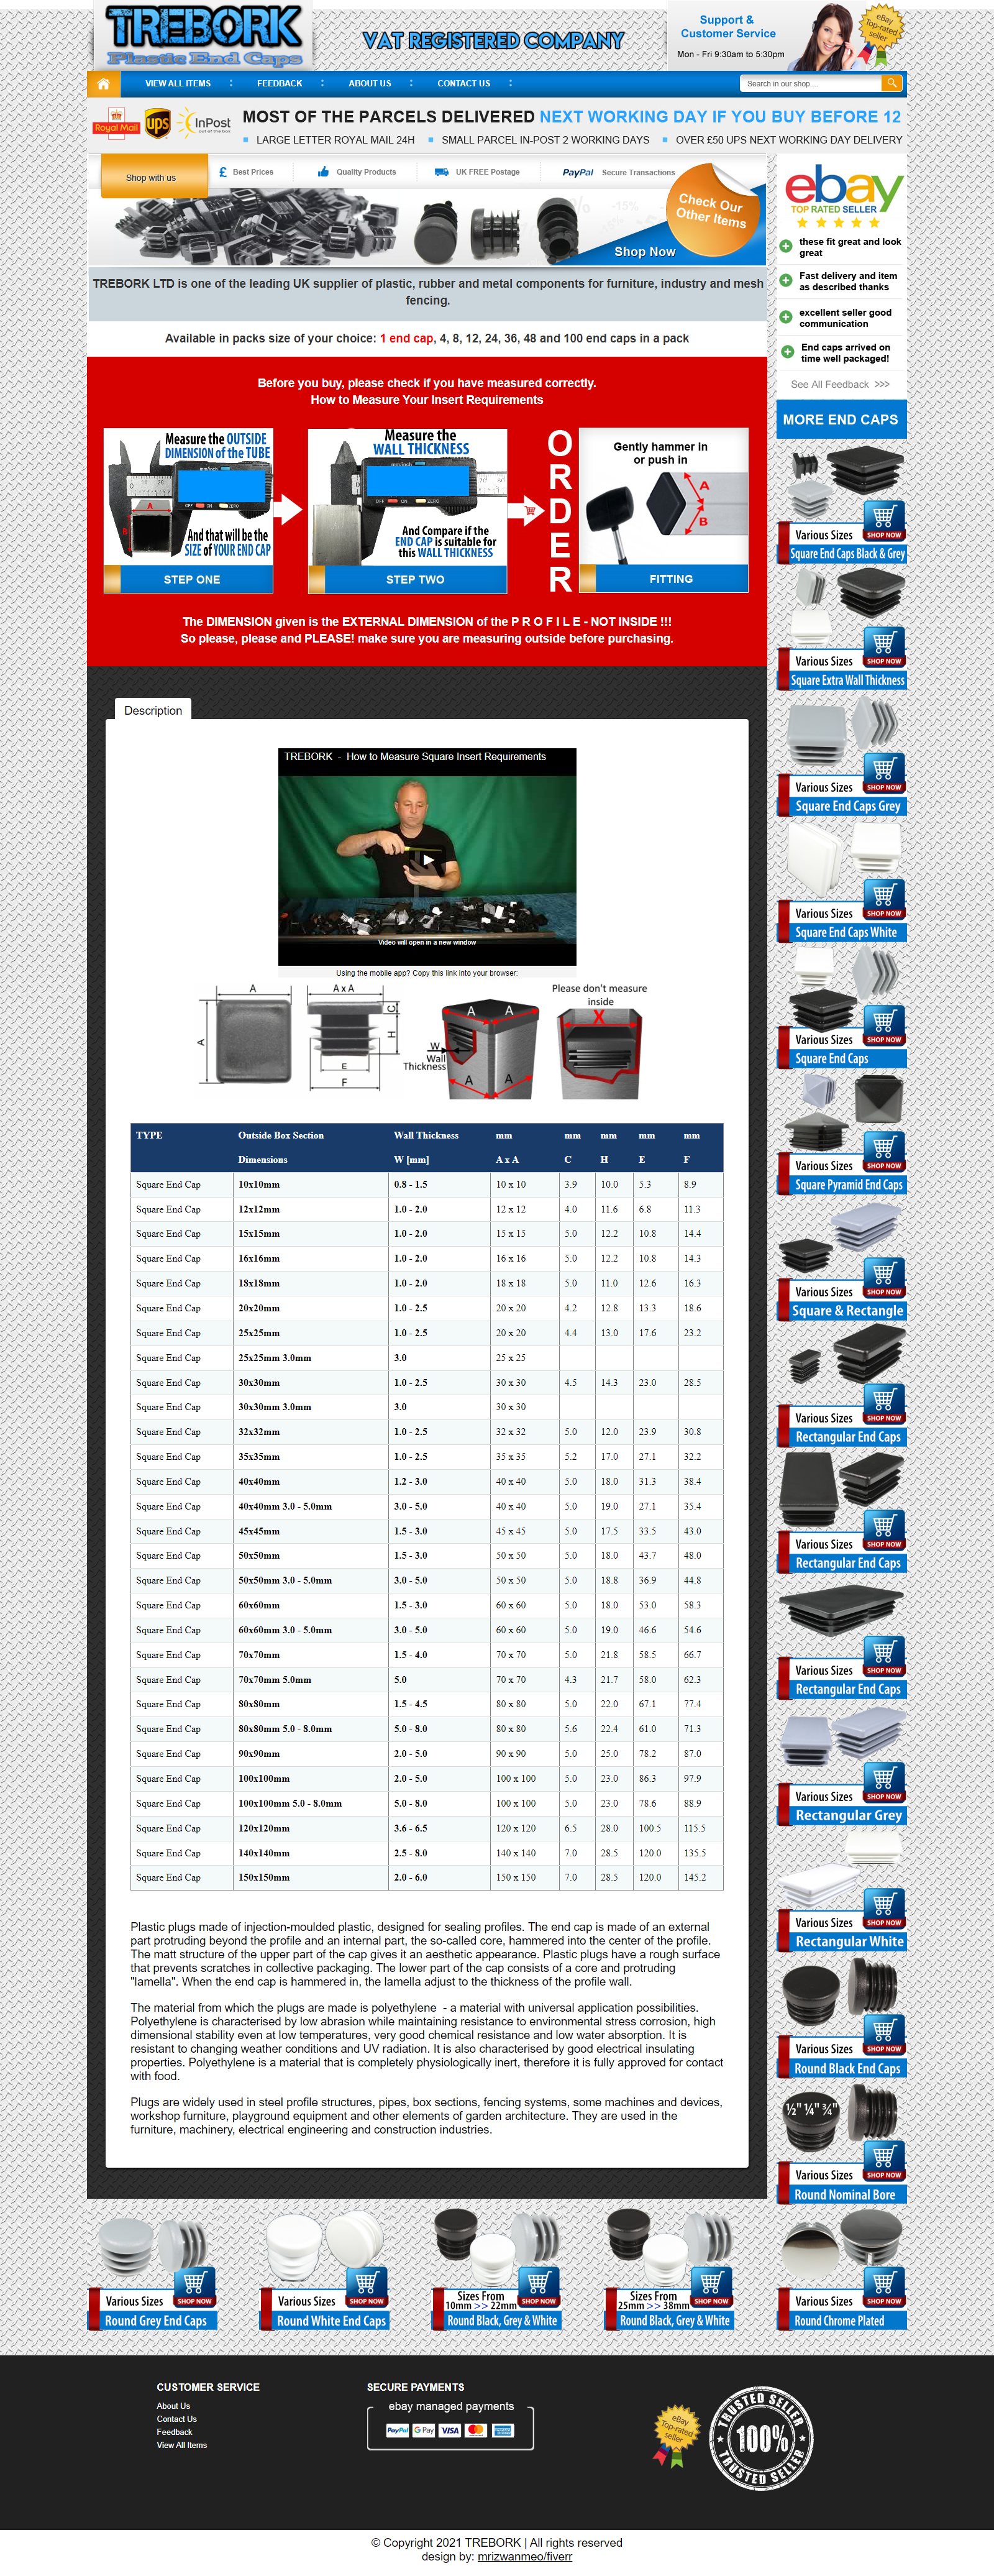 TREBORK
Plastic End Caps
VAT REGISTERED COMPANY
Support &
Customer Service
Mon - Fri 9:30am to 5:30pm
eBay
Top-rated
seller
VIEW ALL ITEMS
FEEDBACK
ABOUT US
CONTACT US
Search in our shop....
Royal Mail
ups
InPost
out of the box
MOST OF THE PARCELS DELIVERED NEXT WORKING DAY IF YOU BUY BEFORE 12
LARGE LETTER ROYAL MAIL 24H
SMALL PARCEL IN-POST 2 WORKING DAYS
OVER £50 UPS NEXT WORKING DAY DELIVERY
Shop with us
£ Best Prices
Quality Products
UK FREE Postage
PayPal Secure Transactions
Check Our
Other Items
Shop Now
TREBORK LTD is one of the leading UK supplier of plastic, rubber and metal components for furniture, industry and mesh
fencing.
Available in packs size of your choice: 1 end cap, 4, 8, 12, 24, 36, 48 and 100 end caps in a pack
Before you buy, please check if you have measured correctly.
How to Measure Your Insert Requirements
Measure the OUTSIDE
DIMENSION of the TUBE
A
B
And that will be the
SIZE of YOUR END CAP
STEP ONE
Measure the
WALL THICKNESS
And Compare if the
END CAP is suitable for
this WALL THICKNESS
STEP TWO
ORDER
Gently hammer in
or push in
A
B
FITTING
The DIMENSION given is the EXTERNAL DIMENSION of the P R O F I L E - NOT INSIDE !!!
So please, please and PLEASE! make sure you are measuring outside before purchasing.
Description
TREBORK - How to Measure Square Insert Requirements
Video will open in a new window
Using the mobile app? Copy this link into your browser:
A
A x A
A
C
H
E
F
A A
W
Wall
Thickness
A A
Please don't measure
inside
X
TYPE Outside Box Section Wall Thickness mm mm mm mm mm
Dimensions W [mm] A x A C H E F
Square End Cap 10x10mm 0.8 - 1.5 10 x 10 3.9 10.0 5.3 8.9
Square End Cap 12x12mm 1.0 - 2.0 12 x 12 4.0 11.6 6.8 11.3
Square End Cap 15x15mm 1.0 - 2.0 15 x 15 5.0 12.2 10.8 14.4
Square End Cap 16x16mm 1.0 - 2.0 16 x 16 5.0 12.2 10.8 14.3
Square End Cap 18x18mm 1.0 - 2.0 18 x 18 5.0 11.0 12.6 16.3
Square End Cap 20x20mm 1.0 - 2.5 20 x 20 4.2 12.8 13.3 18.6
Square End Cap 25x25mm 1.0 - 2.5 20 x 20 4.4 13.0 17.6 23.2
Square End Cap 25x25mm 3.0mm 3.0 25 x 25
Square End Cap 30x30mm 1.0 - 2.5 30 x 30 4.5 14.3 23.0 28.5
Square End Cap 30x30mm 3.0mm 3.0 30 x 30
Square End Cap 32x32mm 1.0 - 2.5 32 x 32 5.0 12.0 23.9 30.8
Square End Cap 35x35mm 1.0 - 2.5 35 x 35 5.2 17.0 27.1 32.2
Square End Cap 40x40mm 1.2 - 3.0 40 x 40 5.0 18.0 31.3 38.4
Square End Cap 40x40mm 3.0 - 5.0mm 3.0 - 5.0 40 x 40 5.0 19.0 27.1 35.4
Square End Cap 45x45mm 1.5 - 3.0 45 x 45 5.0 17.5 33.5 43.0
Square End Cap 50x50mm 1.5 - 3.0 50 x 50 5.0 18.0 43.7 48.0
Square End Cap 50x50mm 3.0 - 5.0mm 3.0 - 5.0 50 x 50 5.0 18.8 36.9 44.8
Square End Cap 60x60mm 1.5 - 3.0 60 x 60 5.0 18.0 53.0 58.3
Square End Cap 60x60mm 3.0 - 5.0mm 3.0 - 5.0 60 x 60 5.0 19.0 46.6 54.6
Square End Cap 70x70mm 1.5 - 4.0 70 x 70 5.0 21.8 58.5 66.7
Square End Cap 70x70mm 5.0mm 5.0 70 x 70 4.3 21.7 58.0 62.3
Square End Cap 80x80mm 1.5 - 4.5 80 x 80 5.0 22.0 67.1 77.4
Square End Cap 80x80mm 5.0 - 8.0mm 5.0 - 8.0 80 x 80 5.6 22.4 61.0 71.3
Square End Cap 90x90mm 2.0 - 5.0 90 x 90 5.0 25.0 78.2 87.0
Square End Cap 100x100mm 2.0 - 5.0 100 x 100 5.0 23.0 86.3 97.9
Square End Cap 100x100mm 5.0 - 8.0mm 5.0 - 8.0 100 x 100 5.0 23.0 78.6 88.9
Square End Cap 120x120mm 3.6 - 6.5 120 x 120 6.5 28.0 100.5 115.5
Square End Cap 140x140mm 2.5 - 8.0 140 x 140 7.0 28.5 120.0 135.5
Square End Cap 150x150mm 2.0 - 6.0 150 x 150 7.0 28.5 120.0 145.2
Plastic plugs made of injection-moulded plastic, designed for sealing profiles. The end cap is made of an external
part protruding beyond the profile and an internal part, the so-called core, hammered into the center of the profile.
The matt structure of the upper part of the cap gives it an aesthetic appearance. Plastic plugs have a rough surface
that prevents scratches in collective packaging. The lower part of the cap consists of a core and protruding
"lamella". When the end cap is hammered in, the lamella adjust to the thickness of the profile wall.
The material from which the plugs are made is polyethylene - a material with universal application possibilities.
Polyethylene is characterised by low abrasion while maintaining resistance to environmental stress corrosion, high
dimensional stability even at low temperatures, very good chemical resistance and low water absorption. It is
resistant to changing weather conditions and UV radiation. It is also characterised by good electrical insulating
properties. Polyethylene is a material that is completely physiologically inert, therefore it is fully approved for contact
with food.
Plugs are widely used in steel profile structures, pipes, box sections, fencing systems, some machines and devices,
workshop furniture, playground equipment and other elements of garden architecture. They are used in the
furniture, machinery, electrical engineering and construction industries.
ebay
TOP RATED SELLER
these fit great and look
great
Fast delivery and item
as described thanks
excellent seller good
communication
End caps arrived on
time well packaged!
See All Feedback >>>
MORE END CAPS
Various Sizes SHOP NOW
Square End Caps Black & Grey
Various Sizes SHOP NOW
Square Extra Wall Thickness
Various Sizes SHOP NOW
Square End Caps Grey
Various Sizes SHOP NOW
Square End Caps White
Various Sizes SHOP NOW
Square End Caps
Various Sizes SHOP NOW
Square Pyramid End Caps
Various Sizes SHOP NOW
Square & Rectangle
Various Sizes SHOP NOW
Rectangular End Caps
Various Sizes SHOP NOW
Rectangular End Caps
Various Sizes SHOP NOW
Rectangular End Caps
Various Sizes SHOP NOW
Rectangular Grey
Various Sizes SHOP NOW
Rectangular White
Various Sizes SHOP NOW
Round Black End Caps
½" ¼" ¾"
Various Sizes SHOP NOW
Round Nominal Bore
Various Sizes SHOP NOW
Round Grey End Caps
Various Sizes SHOP NOW
Round White End Caps
Sizes From
10mm >> 22mm SHOP NOW
Round Black, Grey & White
Sizes From
25mm >> 38mm SHOP NOW
Round Black, Grey & White
Various Sizes SHOP NOW
Round Chrome Plated
CUSTOMER SERVICE
About Us
Contact Us
Feedback
View All Items
SECURE PAYMENTS
ebay managed payments
PayPal G Pay VISA
eBay
Top-rated
seller
TRUSTED SELLER
100%
TRUSTED SELLER
© Copyright 2021 TREBORK | All rights reserved
design by: mrizwanmeo/fiverr